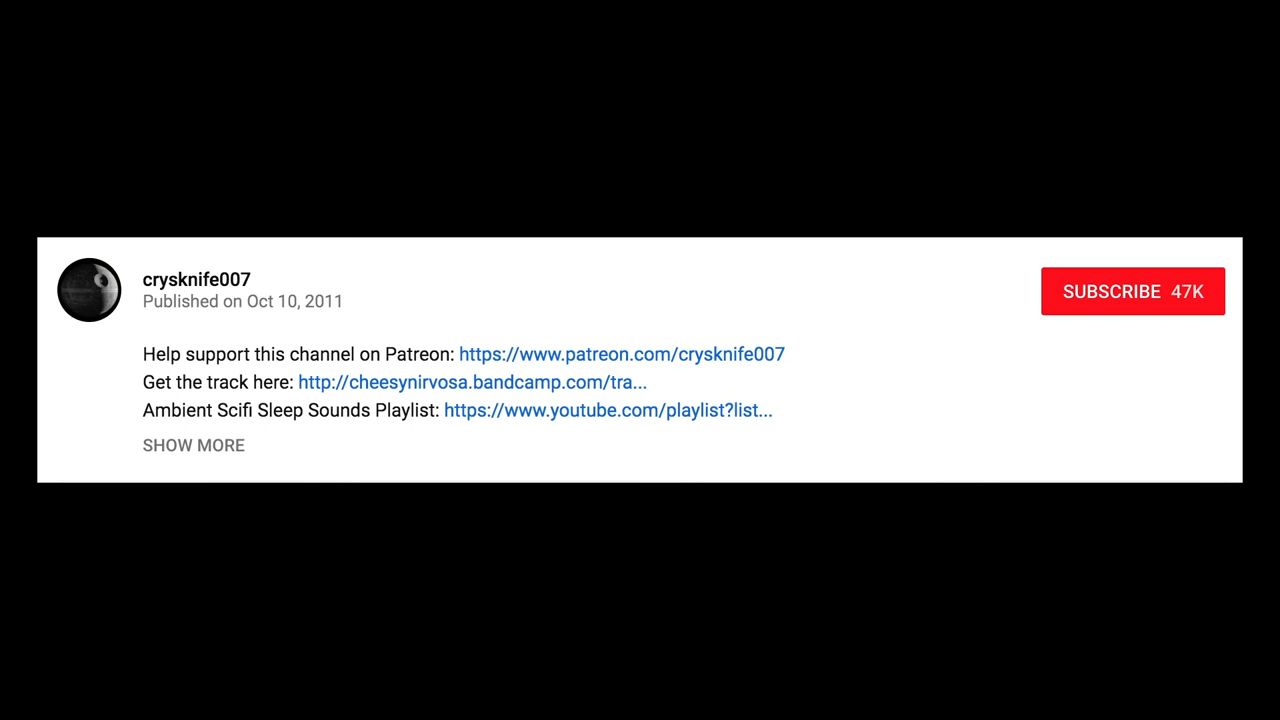 crysknife007
Published on Oct 10, 2011
SUBSCRIBE 47K
Help support this channel on Patreon: https://www.patreon.com/crysknife007
Get the track here: http://cheesynirvosa.bandcamp.com/tra...
Ambient Scifi Sleep Sounds Playlist: https://www.youtube.com/playlist?list...
SHOW MORE